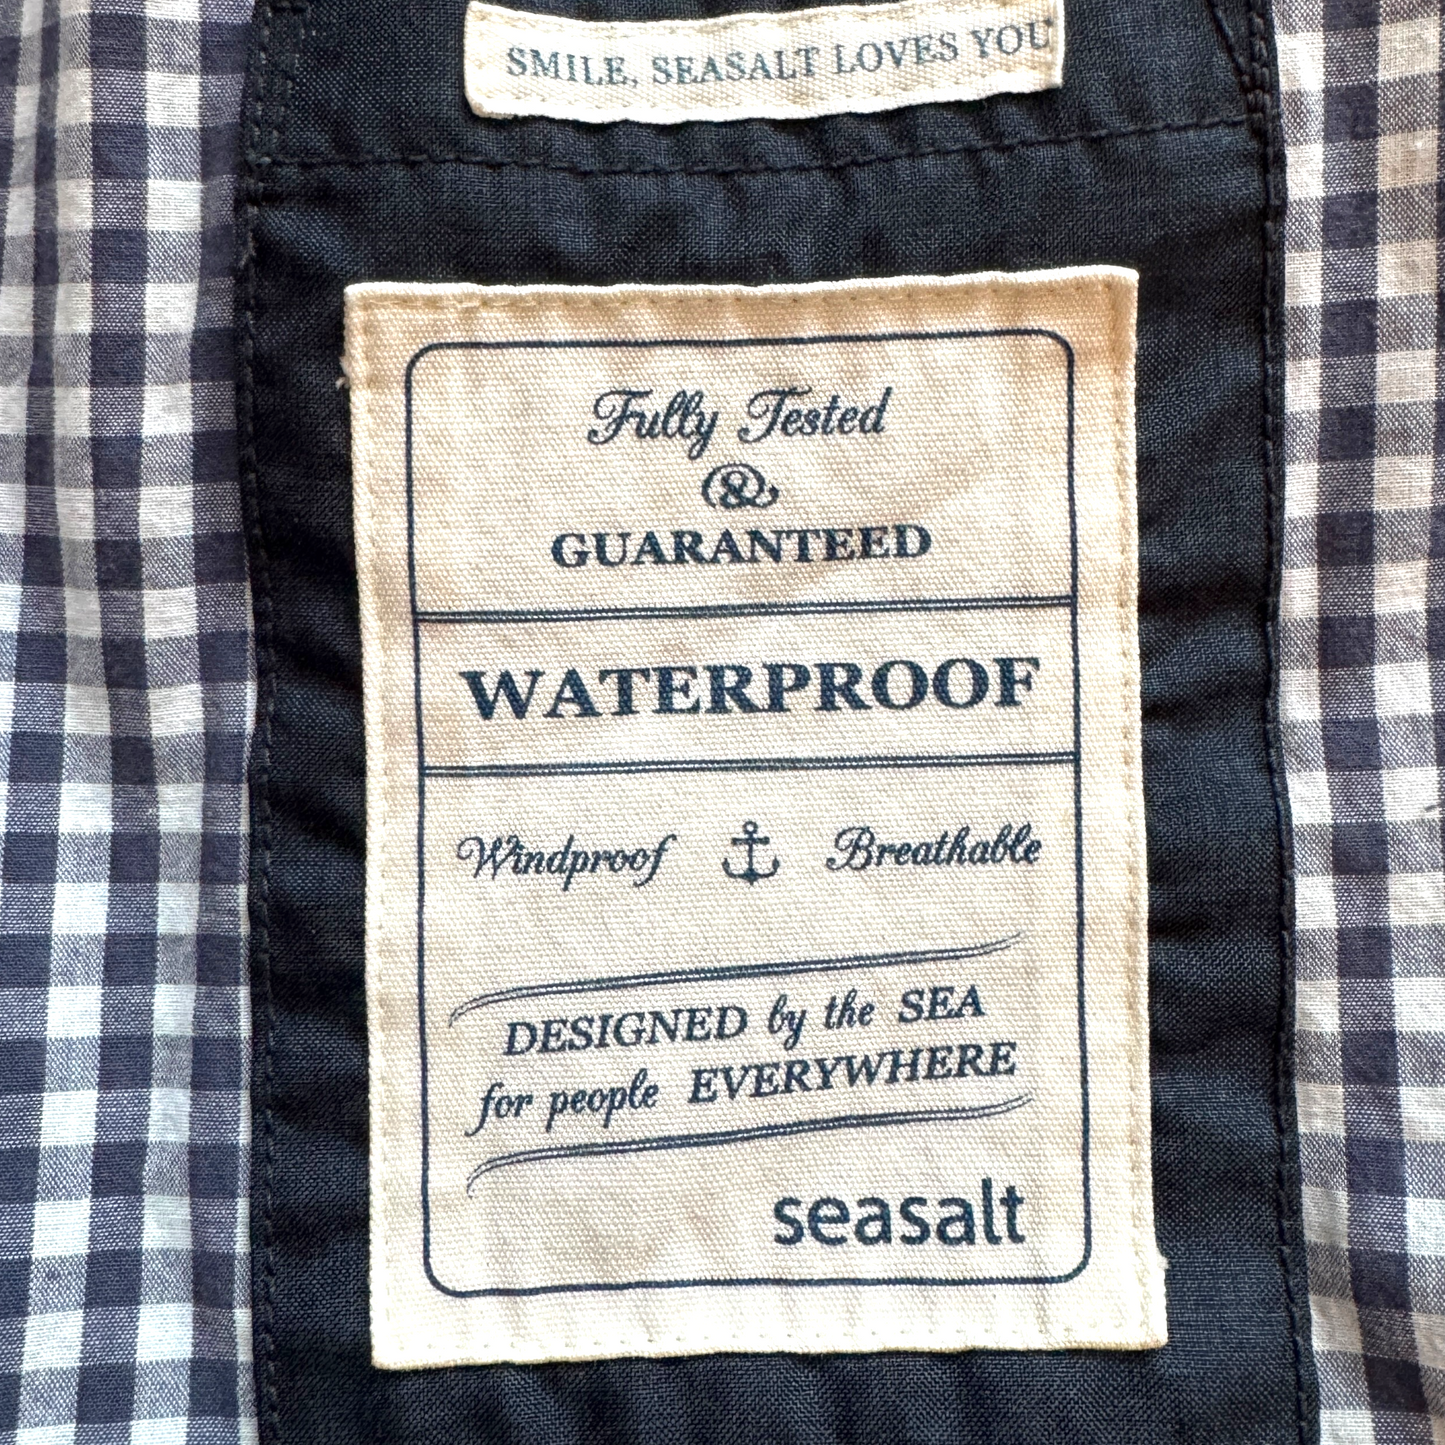 SMILE, SEASALT LOVES YOU
Fully Tested
&
GUARANTEED
WATERPROOF
Windproof Breathable
DESIGNED by the SEA
for people EVERYWHERE
seasalt